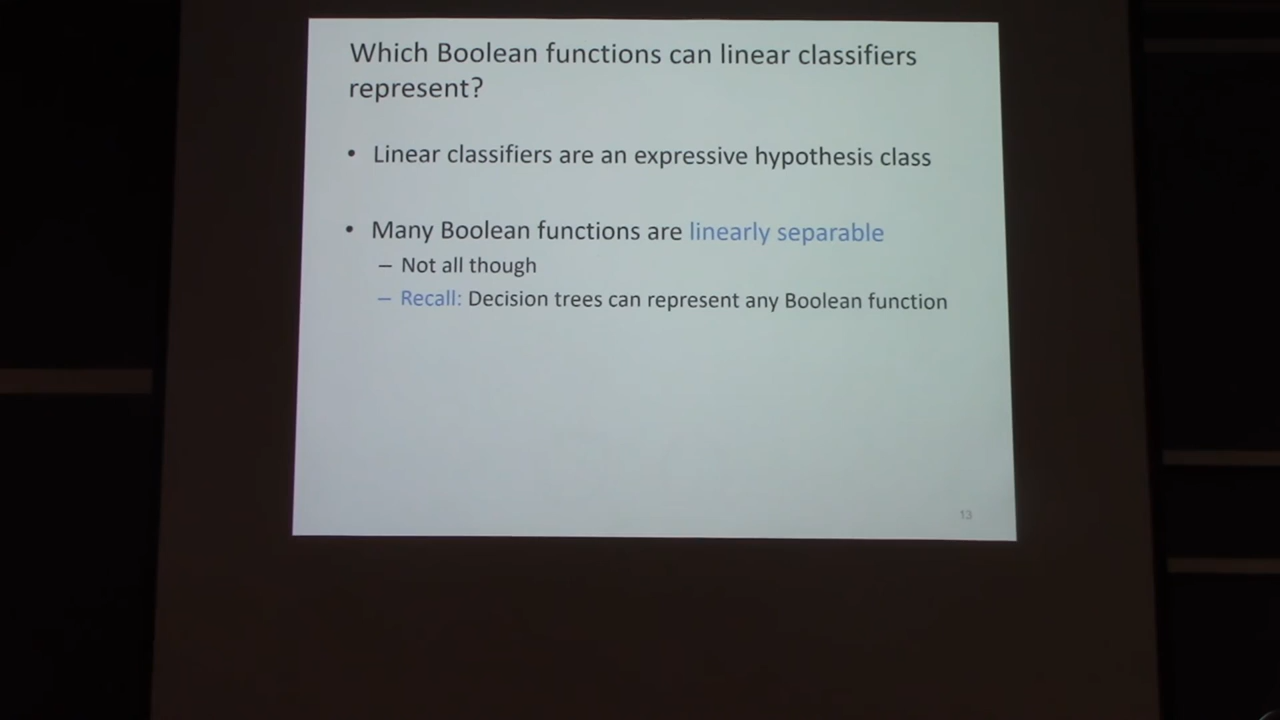 Which Boolean functions can linear classifiers
represent?
• Linear classifiers are an expressive hypothesis class
• Many Boolean functions are linearly separable
– Not all though
– Recall: Decision trees can represent any Boolean function
13